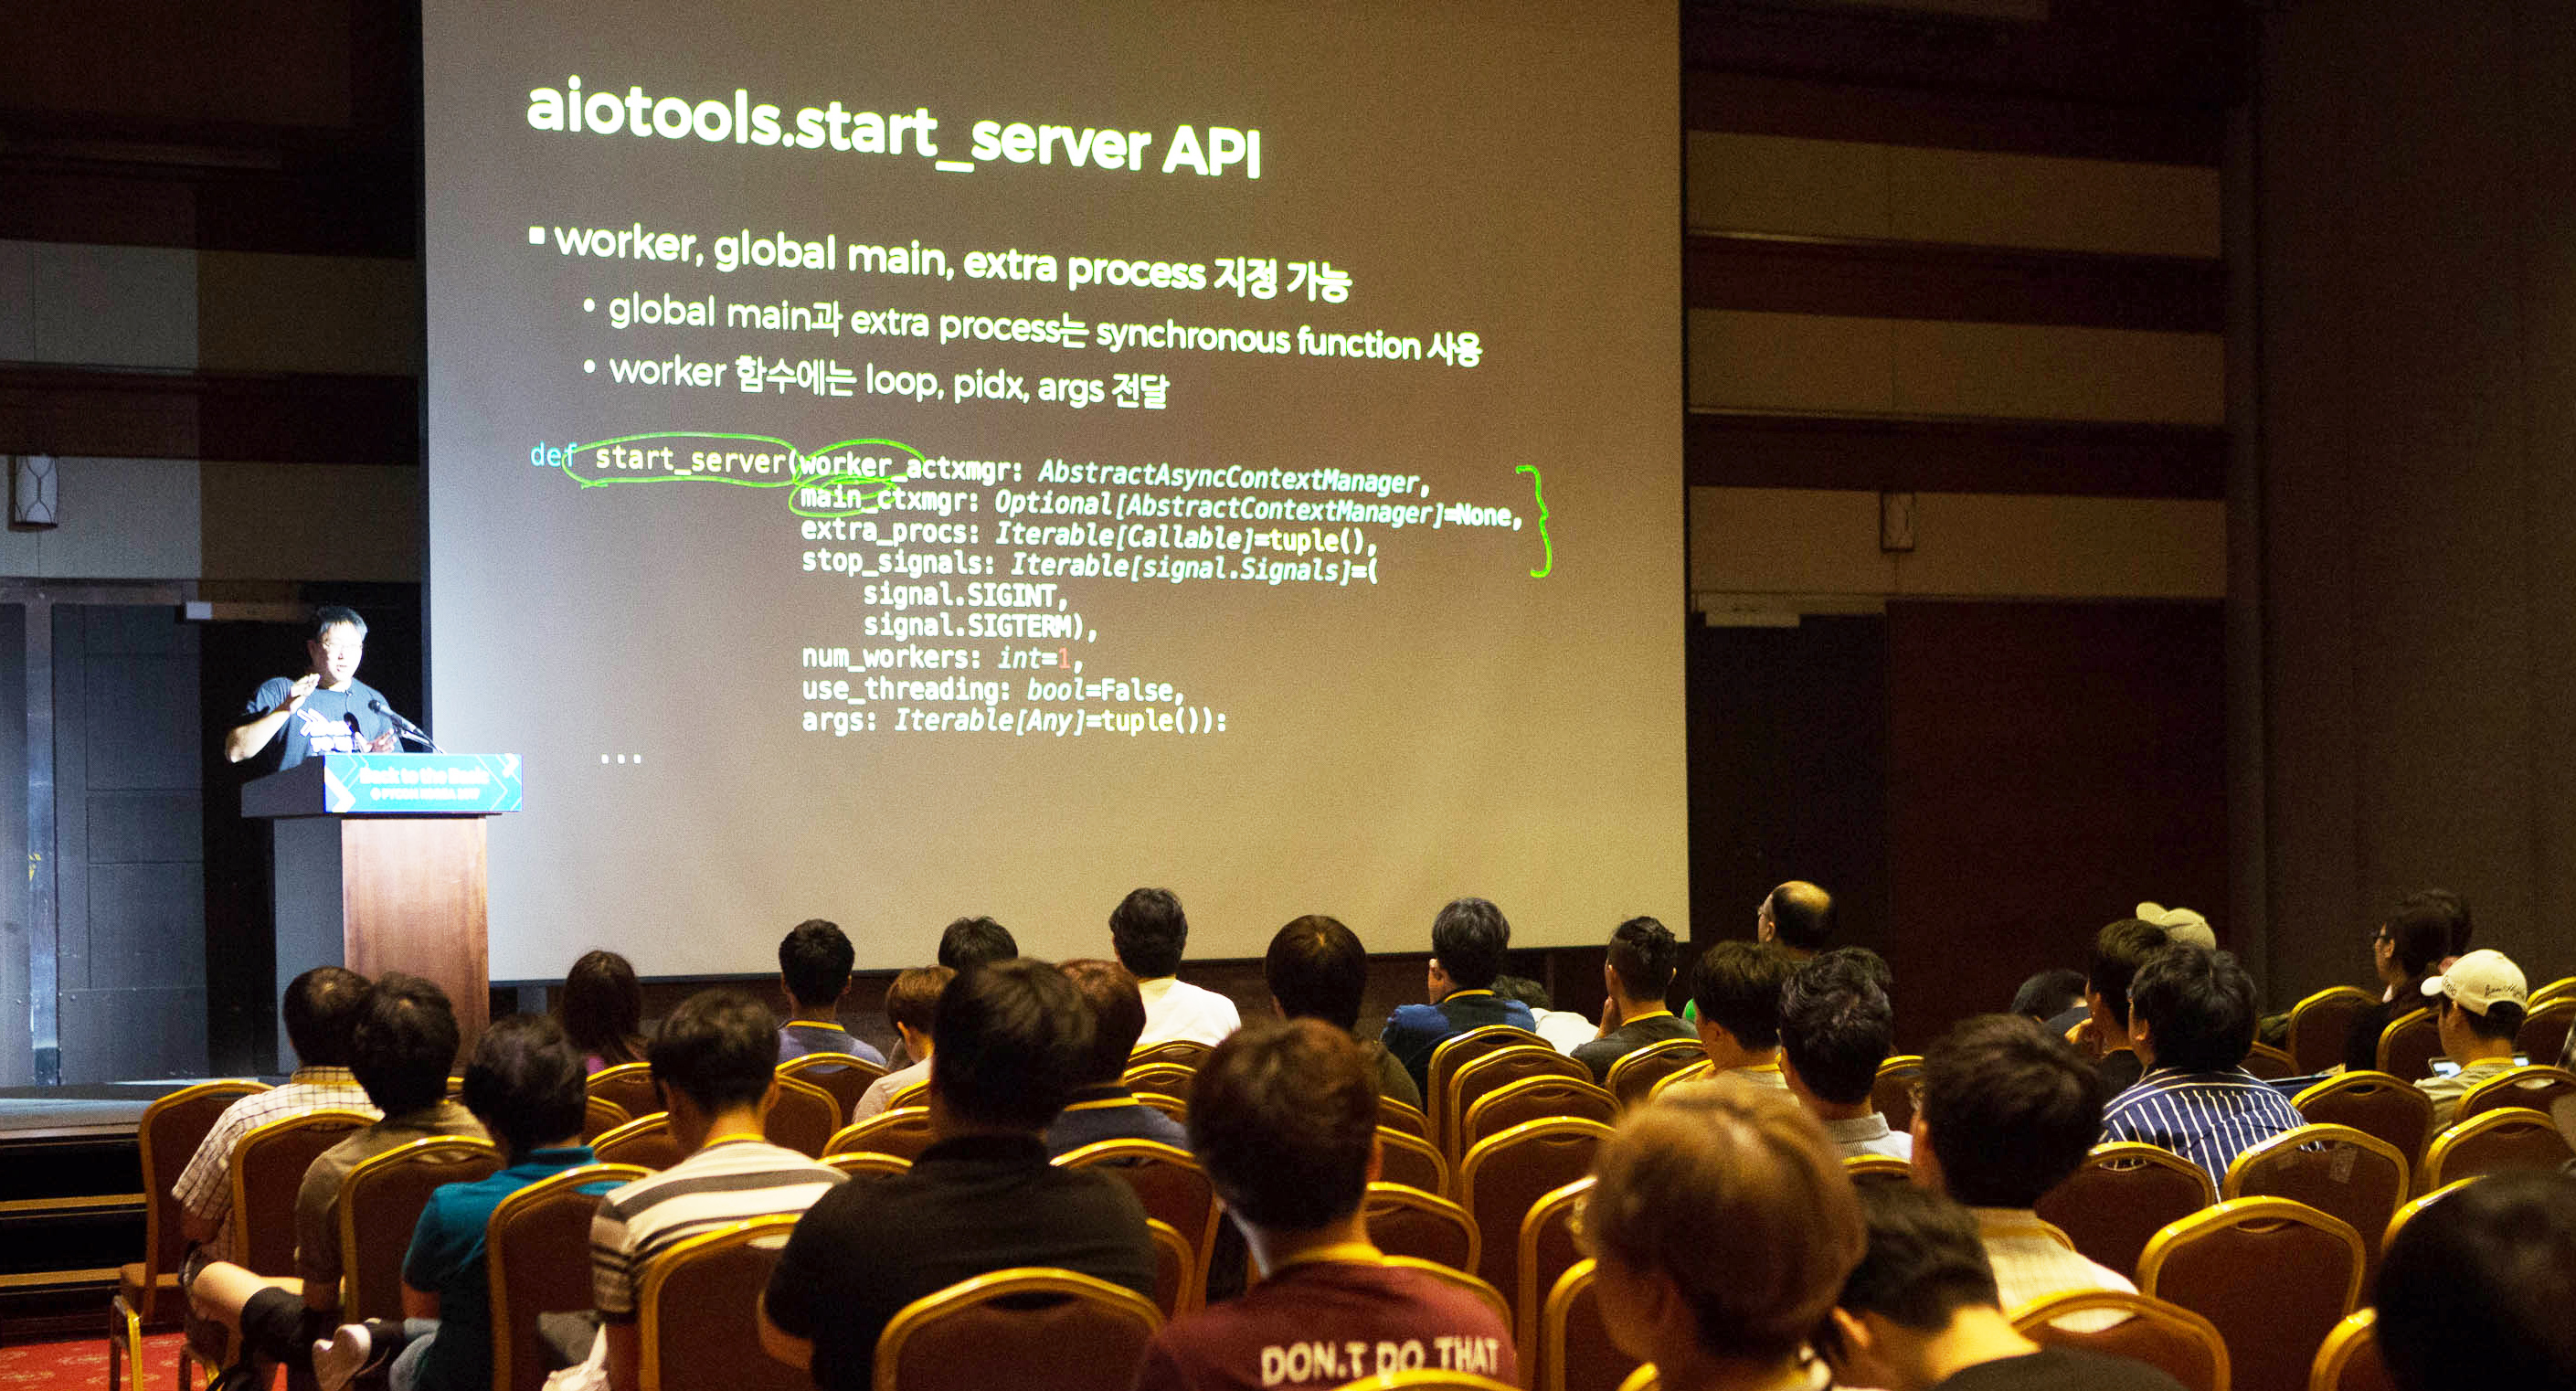 aiotools.start_server API
▪ worker, global main, extra process 지정 가능
• global main과 extra process는 synchronous function 사용
• worker 함수에는 loop, pidx, args 전달
def start_server(worker_actxmgr: AbstractAsyncContextManager,
main_ctxmgr: Optional[AbstractContextManager]=None,
extra_procs: Iterable[Callable]=tuple(),
stop_signals: Iterable[signal.Signals]=(
signal.SIGINT,
signal.SIGTERM),
num_workers: int=1,
use_threading: bool=False,
args: Iterable[Any]=tuple()):
...
Back to the Basic
PYCON KOREA 2017
DON.T DO THAT